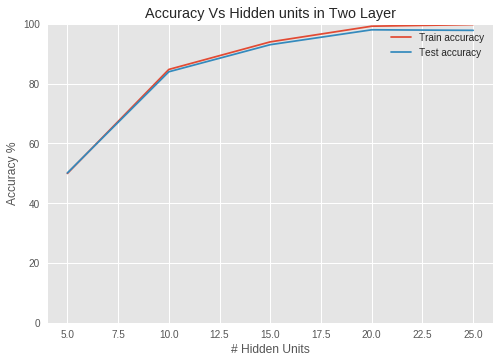 Accuracy Vs Hidden units in Two Layer
Train accuracy
Test accuracy
Accuracy %
100
80
60
40
20
0
5.0 7.5 10.0 12.5 15.0 17.5 20.0 22.5 25.0
# Hidden Units